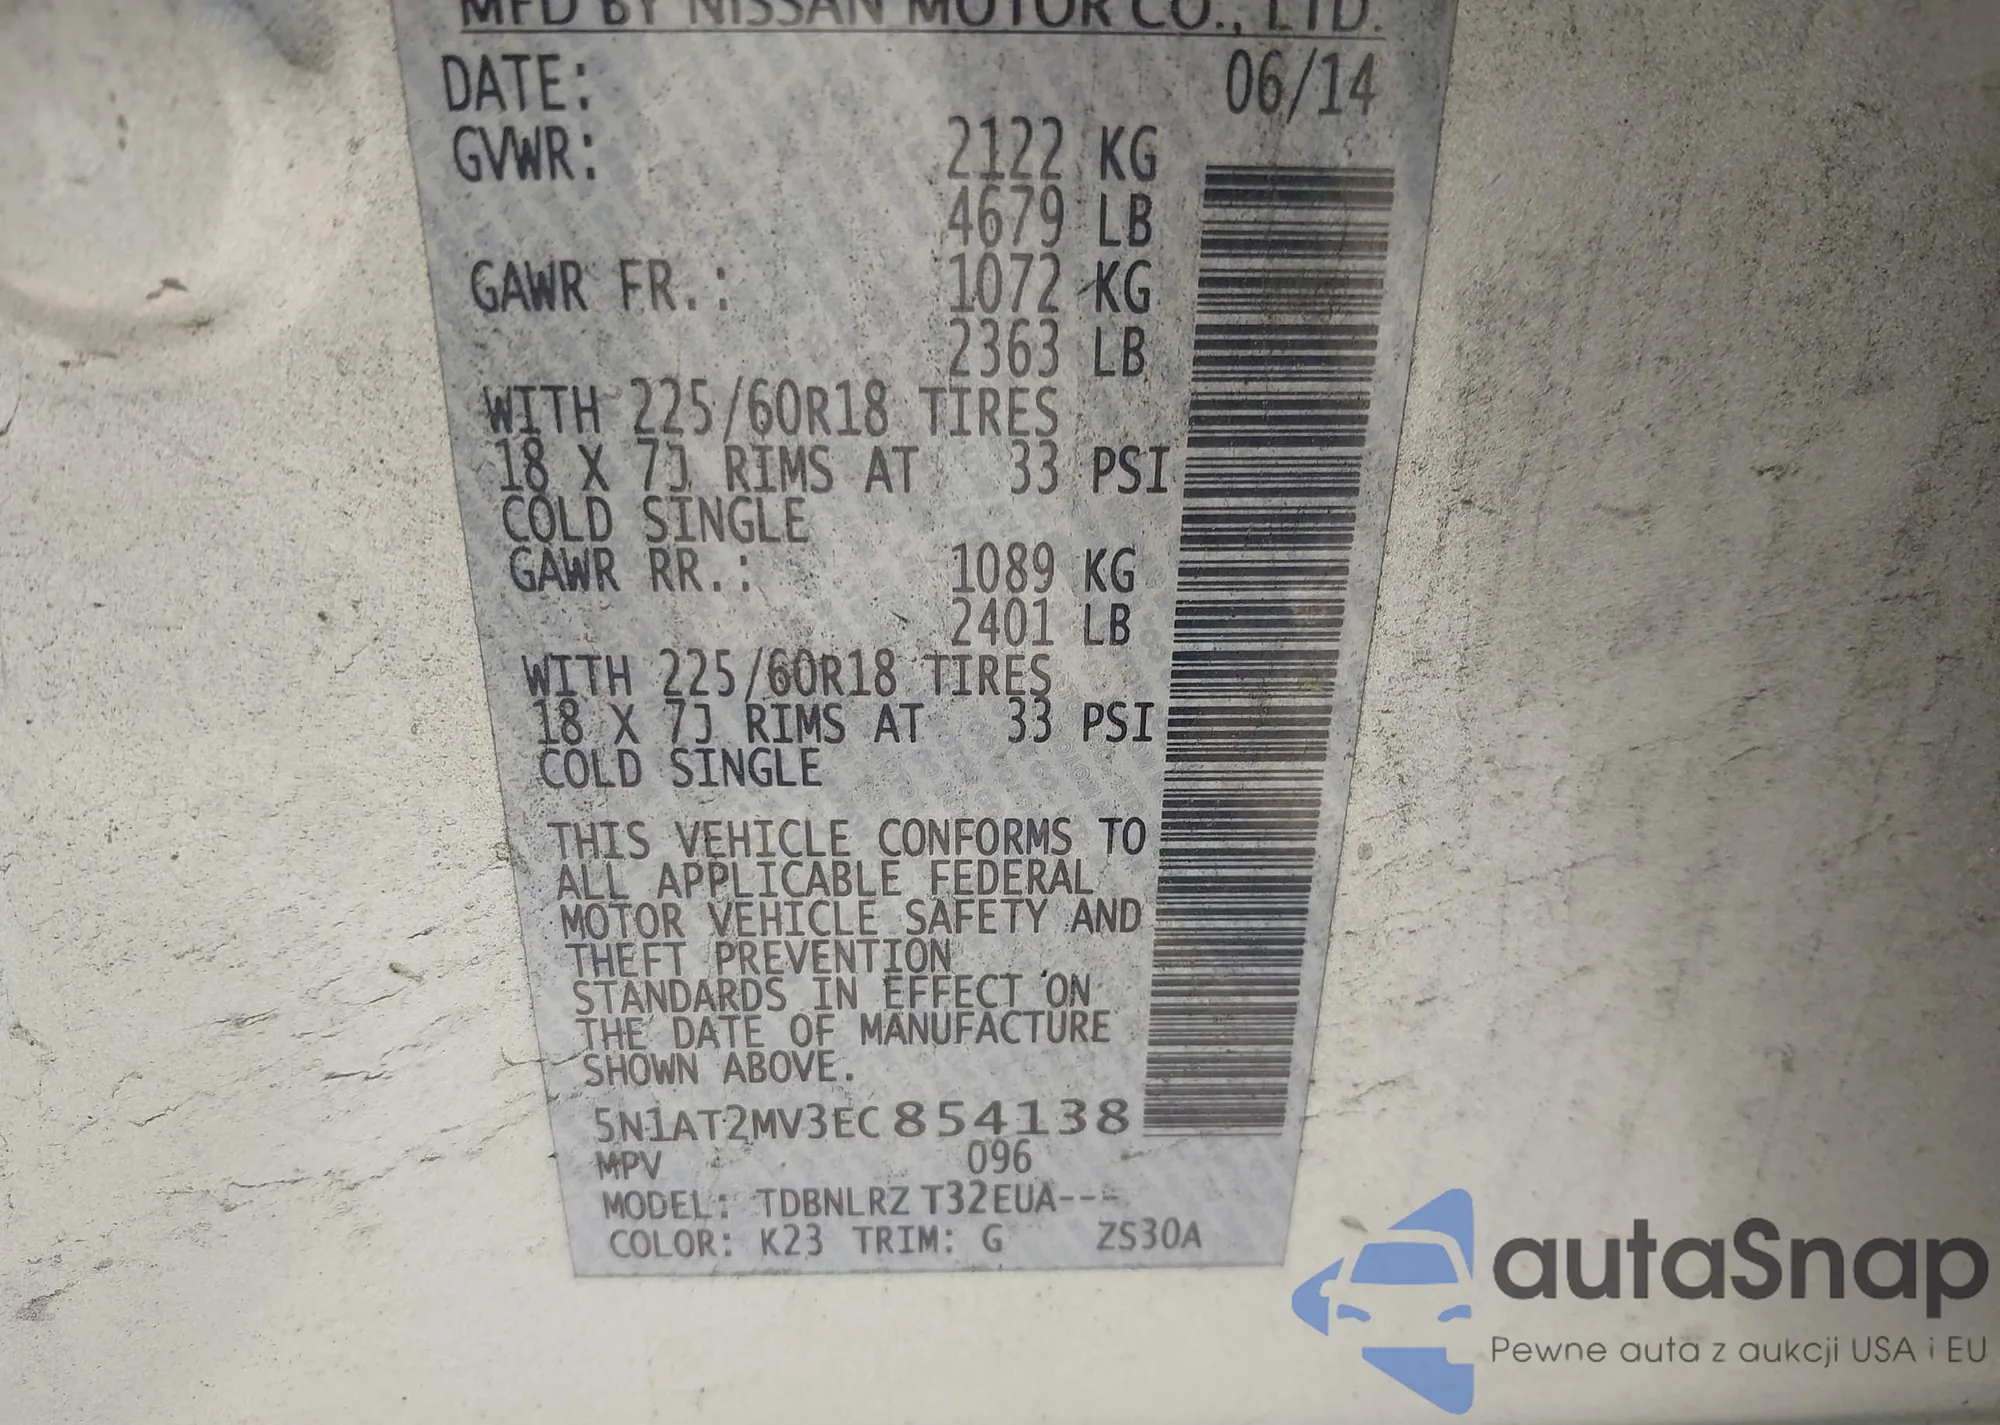 MFD BY NISSAN MOTOR CO., LTD.
DATE: 06/14
GVWR: 2122 KG
4679 LB
GAWR FR.: 1072 KG
2363 LB
WITH 225/60R18 TIRES
18 X 7J RIMS AT 33 PSI
COLD SINGLE
GAWR RR.: 1089 KG
2401 LB
WITH 225/60R18 TIRES
18 X 7J RIMS AT 33 PSI
COLD SINGLE
THIS VEHICLE CONFORMS TO
ALL APPLICABLE FEDERAL
MOTOR VEHICLE SAFETY AND
THEFT PREVENTION
STANDARDS IN EFFECT ON
THE DATE OF MANUFACTURE
SHOWN ABOVE.
5N1AT2MV3EC854138
MPV 096
MODEL: TDBNLRZ T32EUA---
COLOR: K23 TRIM: G ZS30A
autaSnap
Pewne auta z aukcji USA i EU